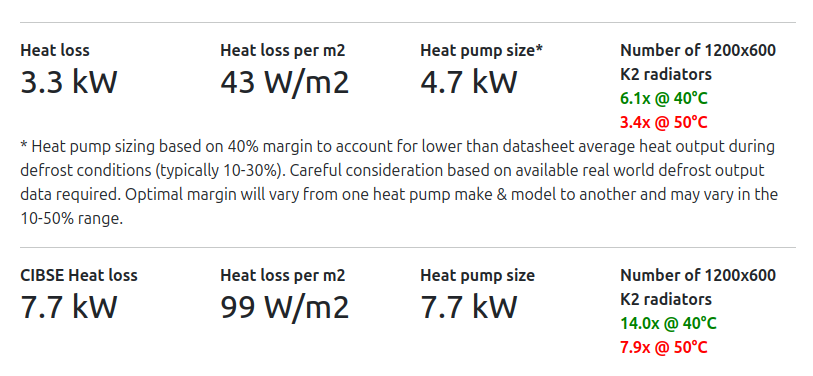 Heat loss
3.3 kW
Heat loss per m2
43 W/m2
Heat pump size*
4.7 kW
Number of 1200x600
K2 radiators
6.1x @ 40°C
3.4x @ 50°C
* Heat pump sizing based on 40% margin to account for lower than datasheet average heat output during
defrost conditions (typically 10-30%). Careful consideration based on available real world defrost output
data required. Optimal margin will vary from one heat pump make & model to another and may vary in the
10-50% range.
CIBSE Heat loss
7.7 kW
Heat loss per m2
99 W/m2
Heat pump size
7.7 kW
Number of 1200x600
K2 radiators
14.0x @ 40°C
7.9x @ 50°C